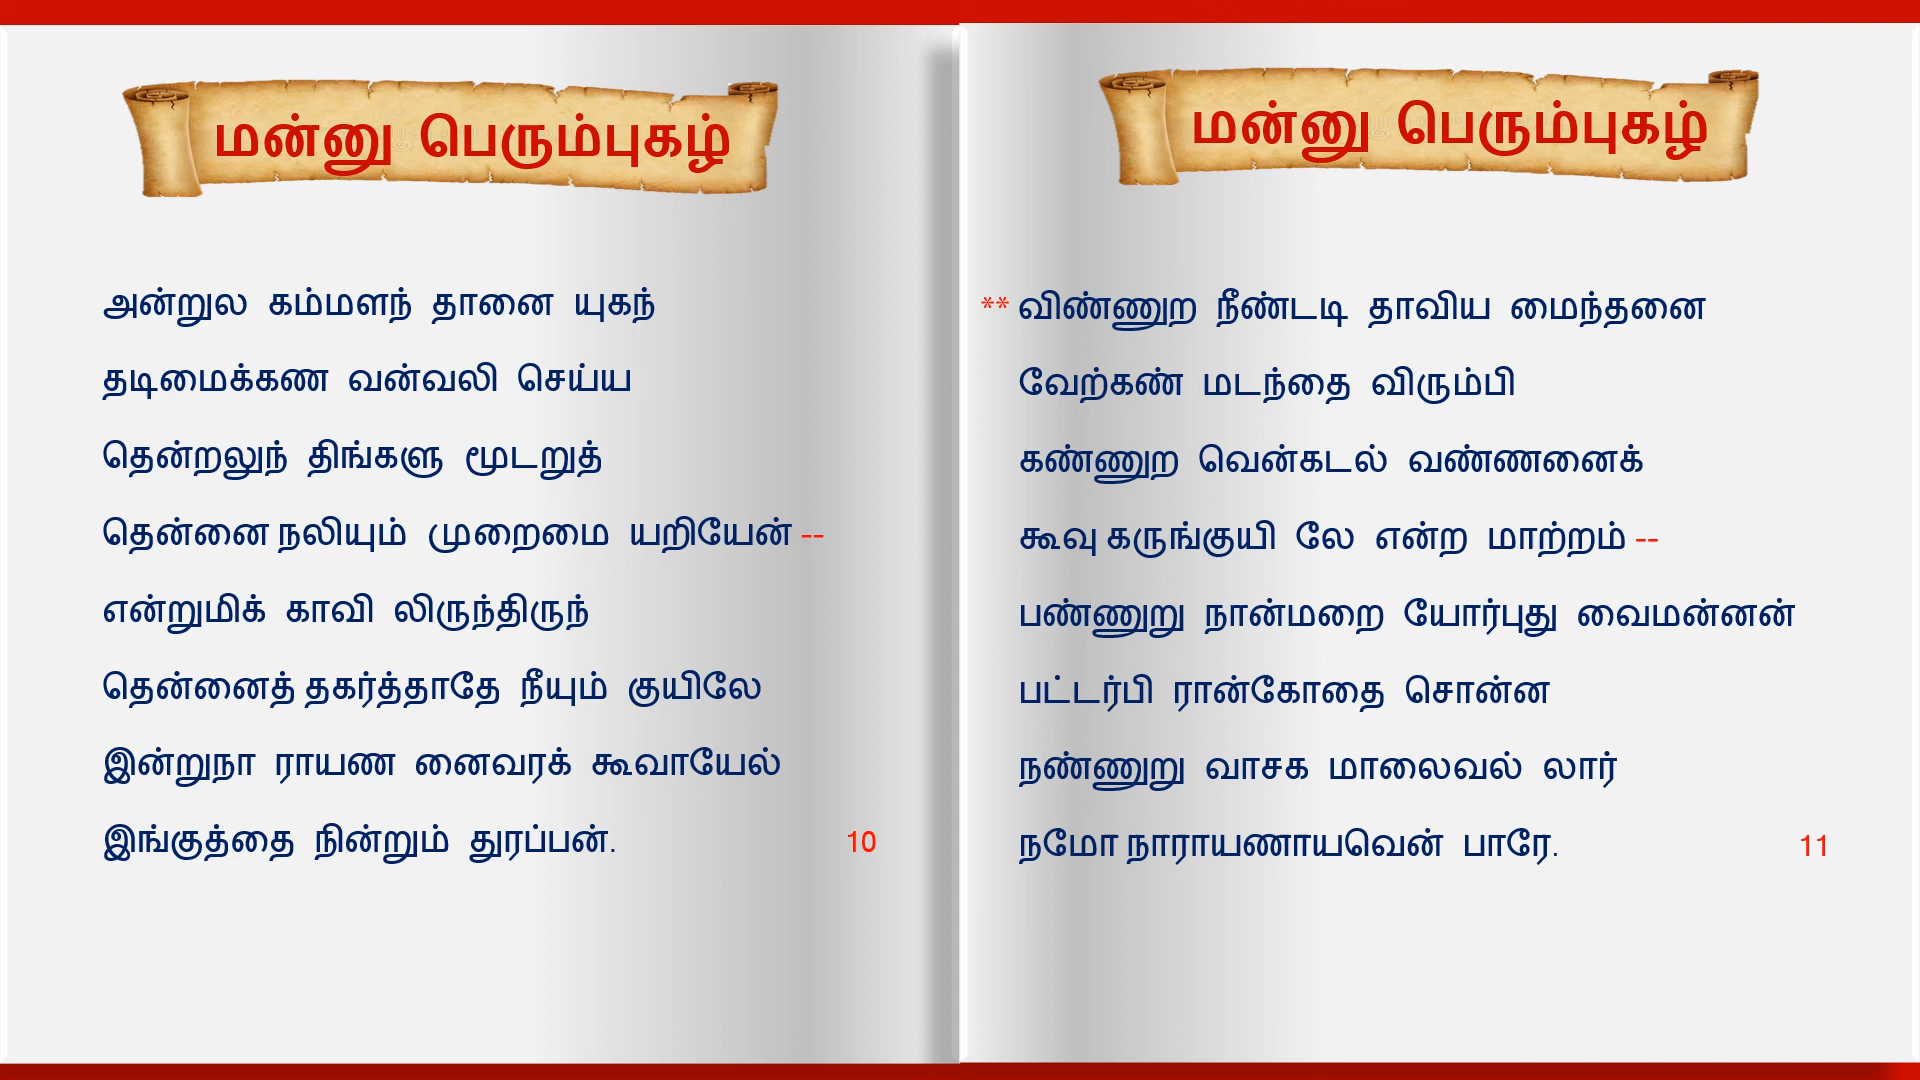 மன்னு பெரும்புகழ்
அன்றுல கம்மளந் தானை யுகந்
தடிமைக்கண வன்வலி செய்ய
தென்றலுந் திங்களு மூடறுத்
தென்னை நலியும் முறைமை யறியேன் --
என்றுமிக் காவி லிருந்திருந்
தென்னைத் தகர்த்தாதே நீயும் குயிலே
இன்றுநா ராயண னைவரக் கூவாயேல்
இங்குத்தை நின்றும் துரப்பன். 10
மன்னு பெரும்புகழ்
** விண்ணுற நீண்டடி தாவிய மைந்தனை
வேற்கண் மடந்தை விரும்பி
கண்ணுற வென்கடல் வண்ணனைக்
கூவு கருங்குயி லே என்ற மாற்றம் --
பண்ணுறு நான்மறை யோர்புது வைமன்னன்
பட்டர்பி ரான்கோதை சொன்ன
நண்ணுறு வாசக மாலைவல் லார்
நமோ நாராயணாயவென் பாரே. 11